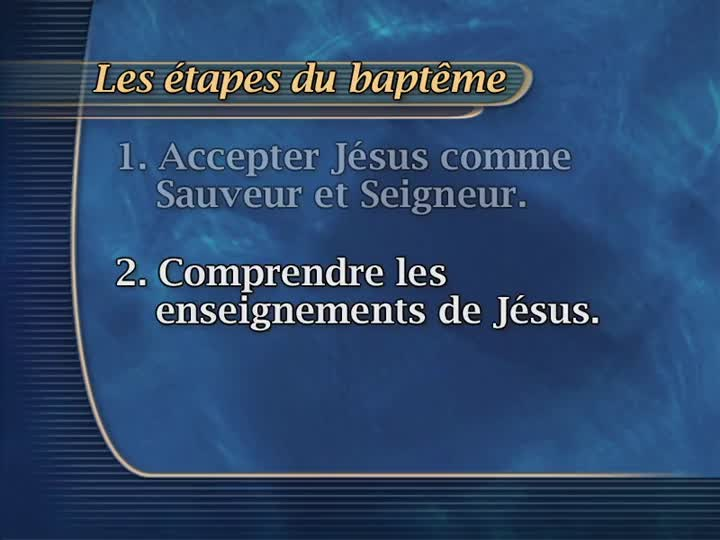 Les étapes du baptême
1. Accepter Jésus comme
Sauveur et Seigneur.
2. Comprendre les
enseignements de Jésus.